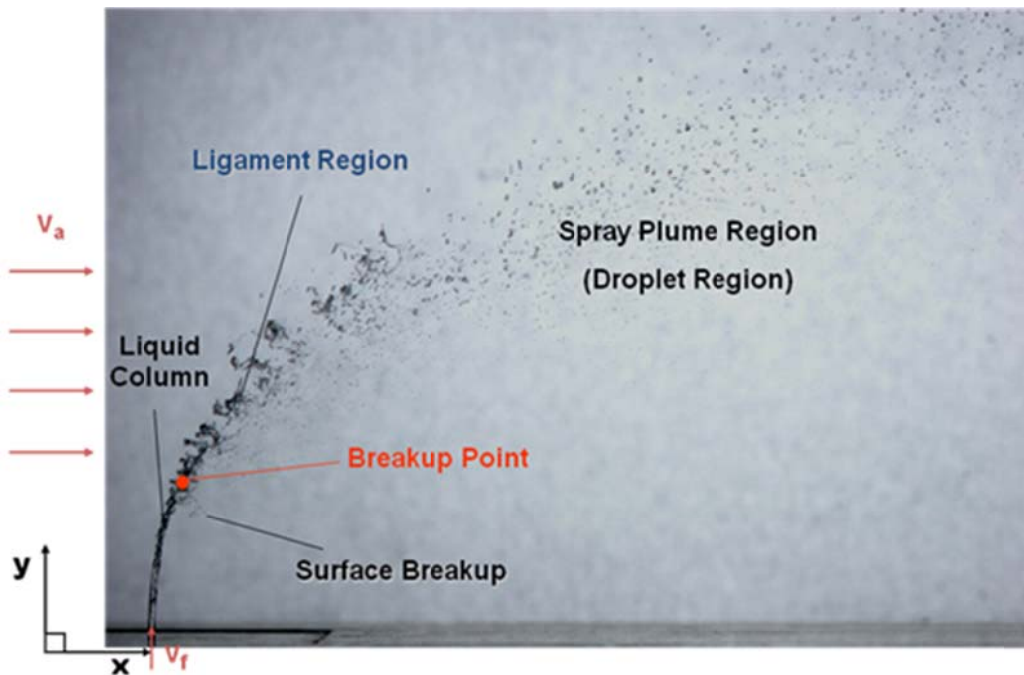 Ligament Region
Va
Spray Plume Region
(Droplet Region)
Liquid
Column
Breakup Point
Surface Breakup
y
x
Vf